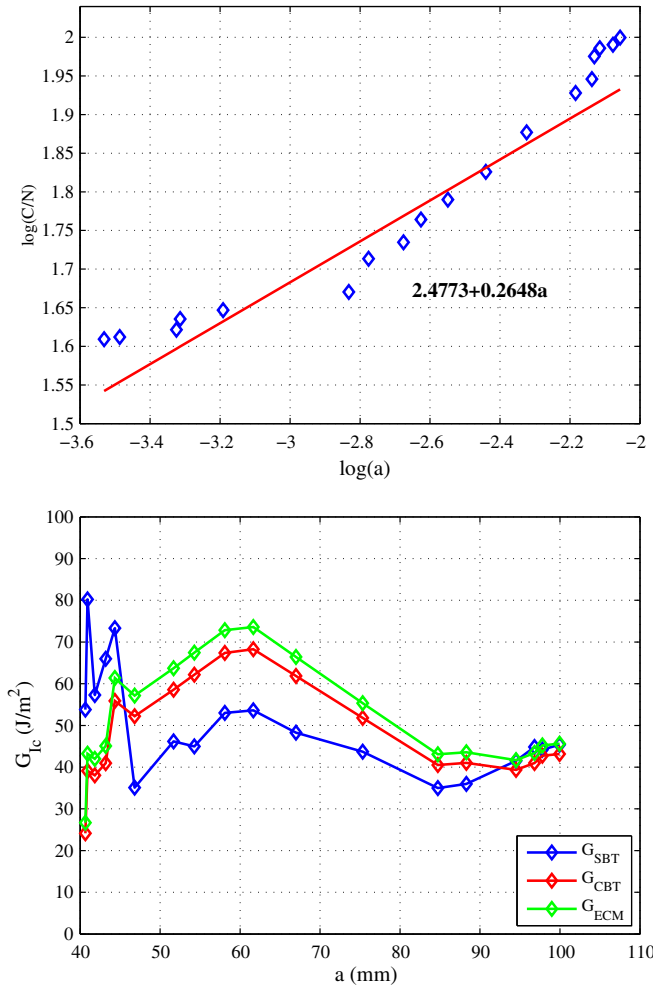 2
1.95
1.9
1.85
1.8
1.75
1.7
1.65
1.6
1.55
1.5
log(C/N)
2.4773+0.2648a
−3.6 −3.4 −3.2 −3 −2.8 −2.6 −2.4 −2.2 −2
log(a)
100
90
80
70
60
50
40
30
20
10
0
G_Ic (J/m²)
G_SBT
G_CBT
G_ECM
40 50 60 70 80 90 100 110
a (mm)